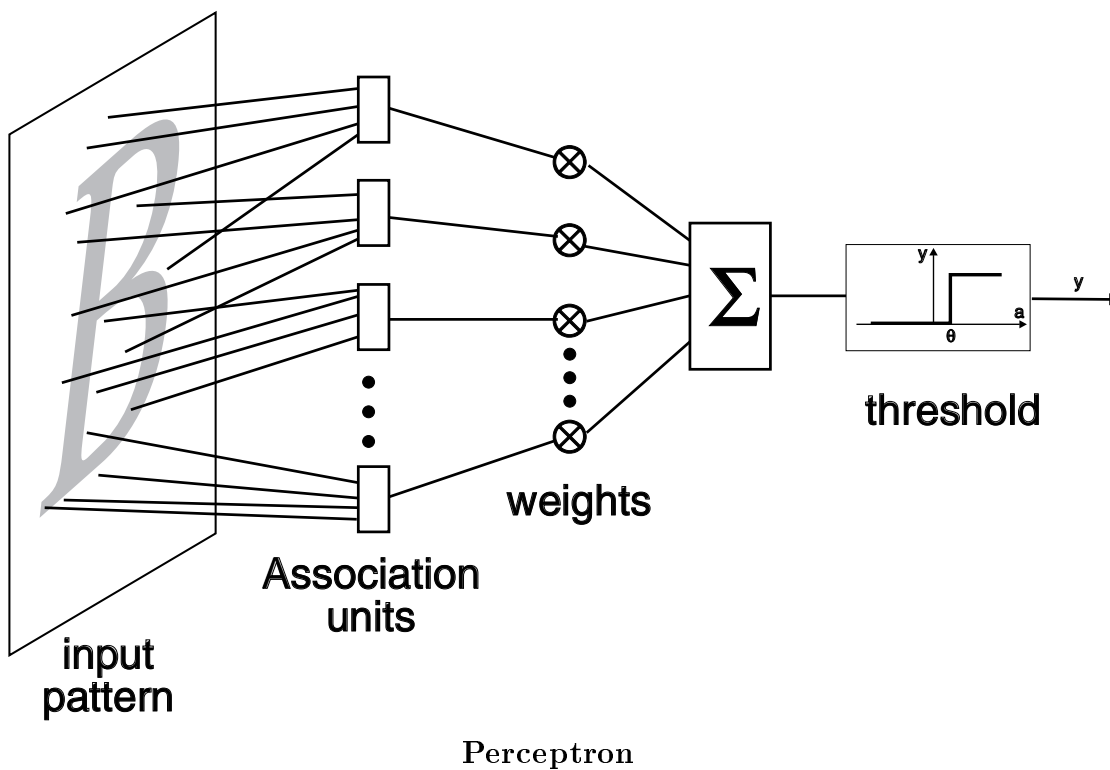 B
Association
units
input
pattern
weights
Σ
y
a
θ
threshold
y
Perceptron